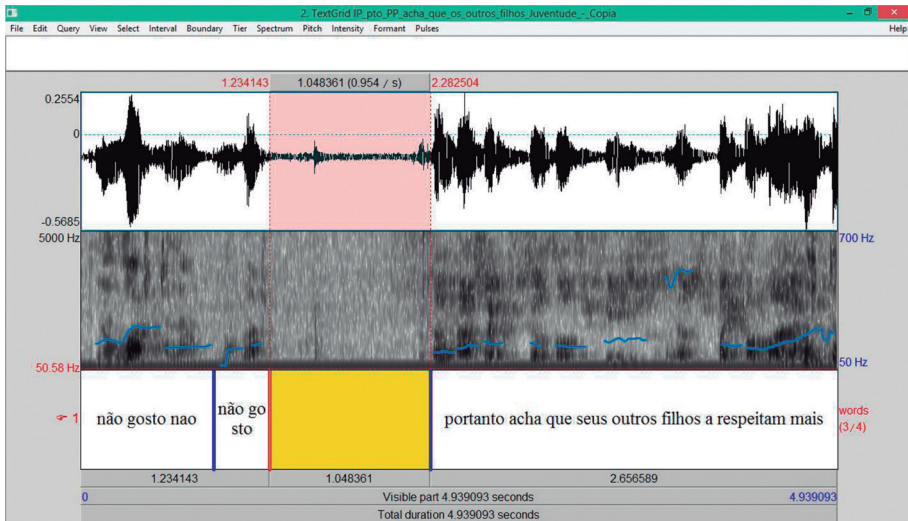 2. TextGrid IP_pto_PP_acha_que_os_outros_filhos_Juventude_-_Copia
File Edit Query View Select Interval Boundary Tier Spectrum Pitch Intensity Formant Pulses Help
1.234143 1.048361 (0.954 / s) 2.282504
0.2554
0
-0.5685
5000 Hz 700 Hz
50.58 Hz 50 Hz
1 não gosto nao não go
sto portanto acha que seus outros filhos a respeitam mais words
(3/4)
1.234143 1.048361 2.656589
0 Visible part 4.939093 seconds 4.939093
Total duration 4.939093 seconds